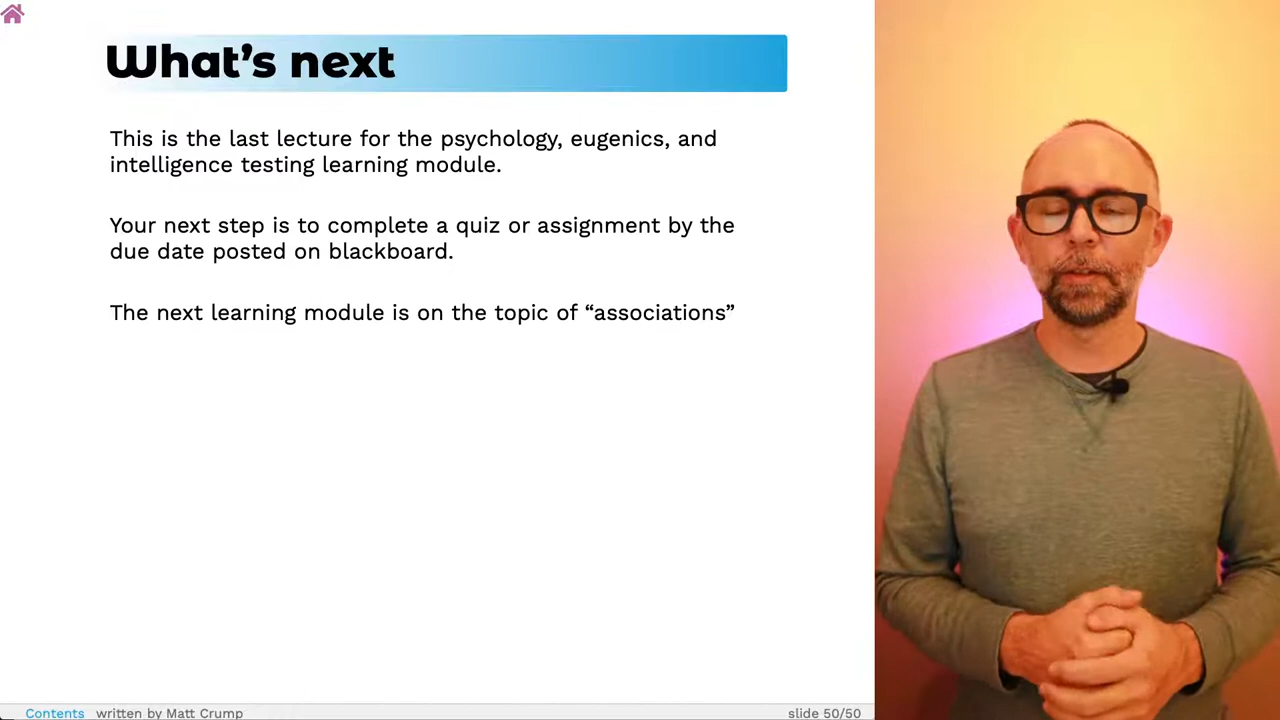 What's next
This is the last lecture for the psychology, eugenics, and
intelligence testing learning module.
Your next step is to complete a quiz or assignment by the
due date posted on blackboard.
The next learning module is on the topic of “associations”
Contents written by Matt Crump
slide 50/50